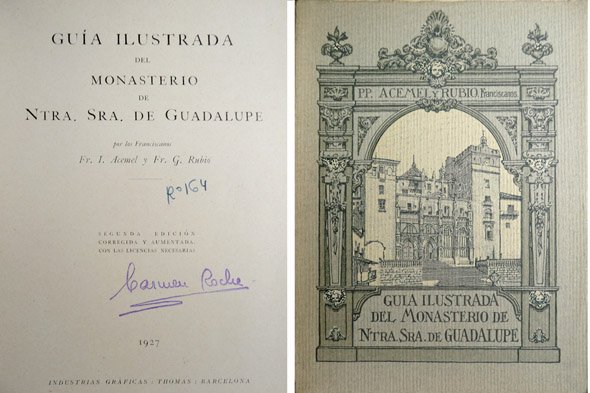 GUÍA ILUSTRADA
DEL
MONASTERIO
DE
NTRA. SRA. DE GUADALUPE
por los Franciscanos
Fr. I. Acemel y Fr. G. Rubio
Rº 164
SEGUNDA EDICIÓN
CORREGIDA Y AUMENTADA.
CON LAS LICENCIAS NECESARIAS
Carmen Roche
1927
INDUSTRIAS GRÁFICAS : THOMAS : BARCELONA
P.P. ACEMEL Y RUBIO, Franciscanos
GUIA ILUSTRADA
DEL MONASTERIO DE
NTRA. SRA. DE GUADALUPE